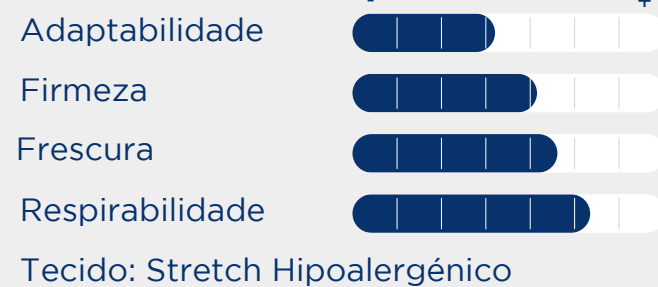 - +
Adaptabilidade
Firmeza
Frescura
Respirabilidade
Tecido: Stretch Hipoalergénico